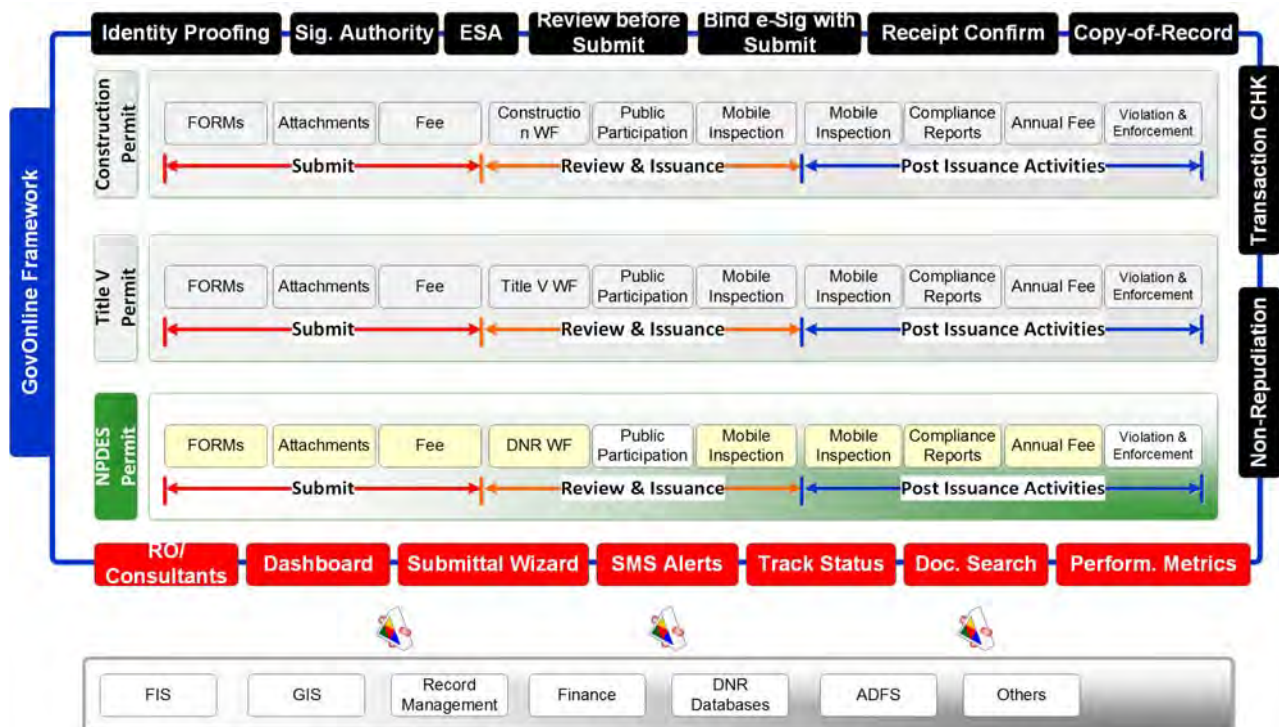 Identity Proofing
Sig. Authority
ESA
Review before
Submit
Bind e-Sig with
Submit
Receipt Confirm
Copy-of-Record
GovOnline Framework
Transaction CHK
Non-Repudiation
Construction
Permit
FORMs
Attachments
Fee
Constructio
n WF
Public
Participation
Mobile
Inspection
Mobile
Inspection
Compliance
Reports
Annual Fee
Violation &
Enforcement
Submit
Review & Issuance
Post Issuance Activities
Title V
Permit
FORMs
Attachments
Fee
Title V WF
Public
Participation
Mobile
Inspection
Mobile
Inspection
Compliance
Reports
Annual Fee
Violation &
Enforcement
Submit
Review & Issuance
Post Issuance Activities
NPDES
Permit
FORMs
Attachments
Fee
DNR WF
Public
Participation
Mobile
Inspection
Mobile
Inspection
Compliance
Reports
Annual Fee
Violation &
Enforcement
Submit
Review & Issuance
Post Issuance Activities
RO/
Consultants
Dashboard
Submittal Wizard
SMS Alerts
Track Status
Doc. Search
Perform. Metrics
FIS
GIS
Record
Management
Finance
DNR
Databases
ADFS
Others